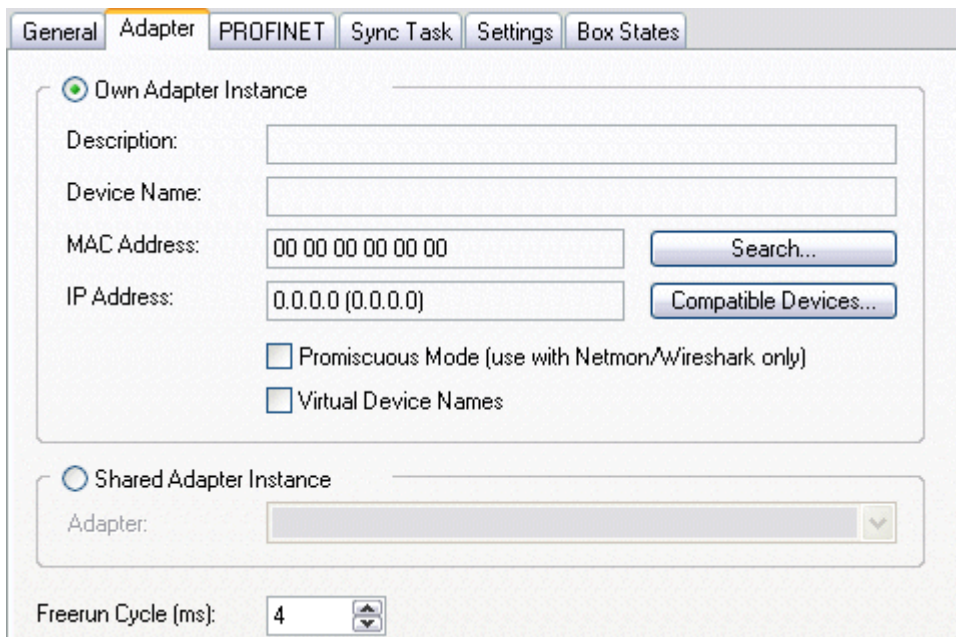 General Adapter PROFINET Sync Task Settings Box States
Own Adapter Instance
Description:
Device Name:
MAC Address: 00 00 00 00 00 00 Search...
IP Address: 0.0.0.0 (0.0.0.0) Compatible Devices...
Promiscuous Mode (use with Netmon/Wireshark only)
Virtual Device Names
Shared Adapter Instance
Adapter:
Freerun Cycle (ms): 4